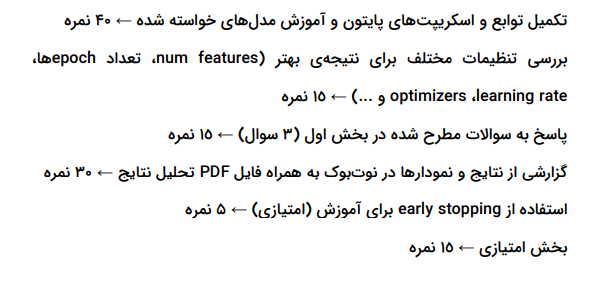 تکمیل توابع و اسکریپت‌های پایتون و آموزش مدل‌های خواسته شده ← ۴۰ نمره
بررسی تنظیمات مختلف برای نتیجه‌ی بهتر (num features، تعداد epochها،
optimizers ،learning rate و ...) ← ۱۵ نمره
پاسخ به سوالات مطرح شده در بخش اول (۳ سوال) ← ۱۵ نمره
گزارشی از نتایج و نمودارها در نوت‌بوک به همراه فایل PDF تحلیل نتایج ← ۳۰ نمره
استفاده از early stopping برای آموزش (امتیازی) ← ۵ نمره
بخش امتیازی ← ۱۵ نمره